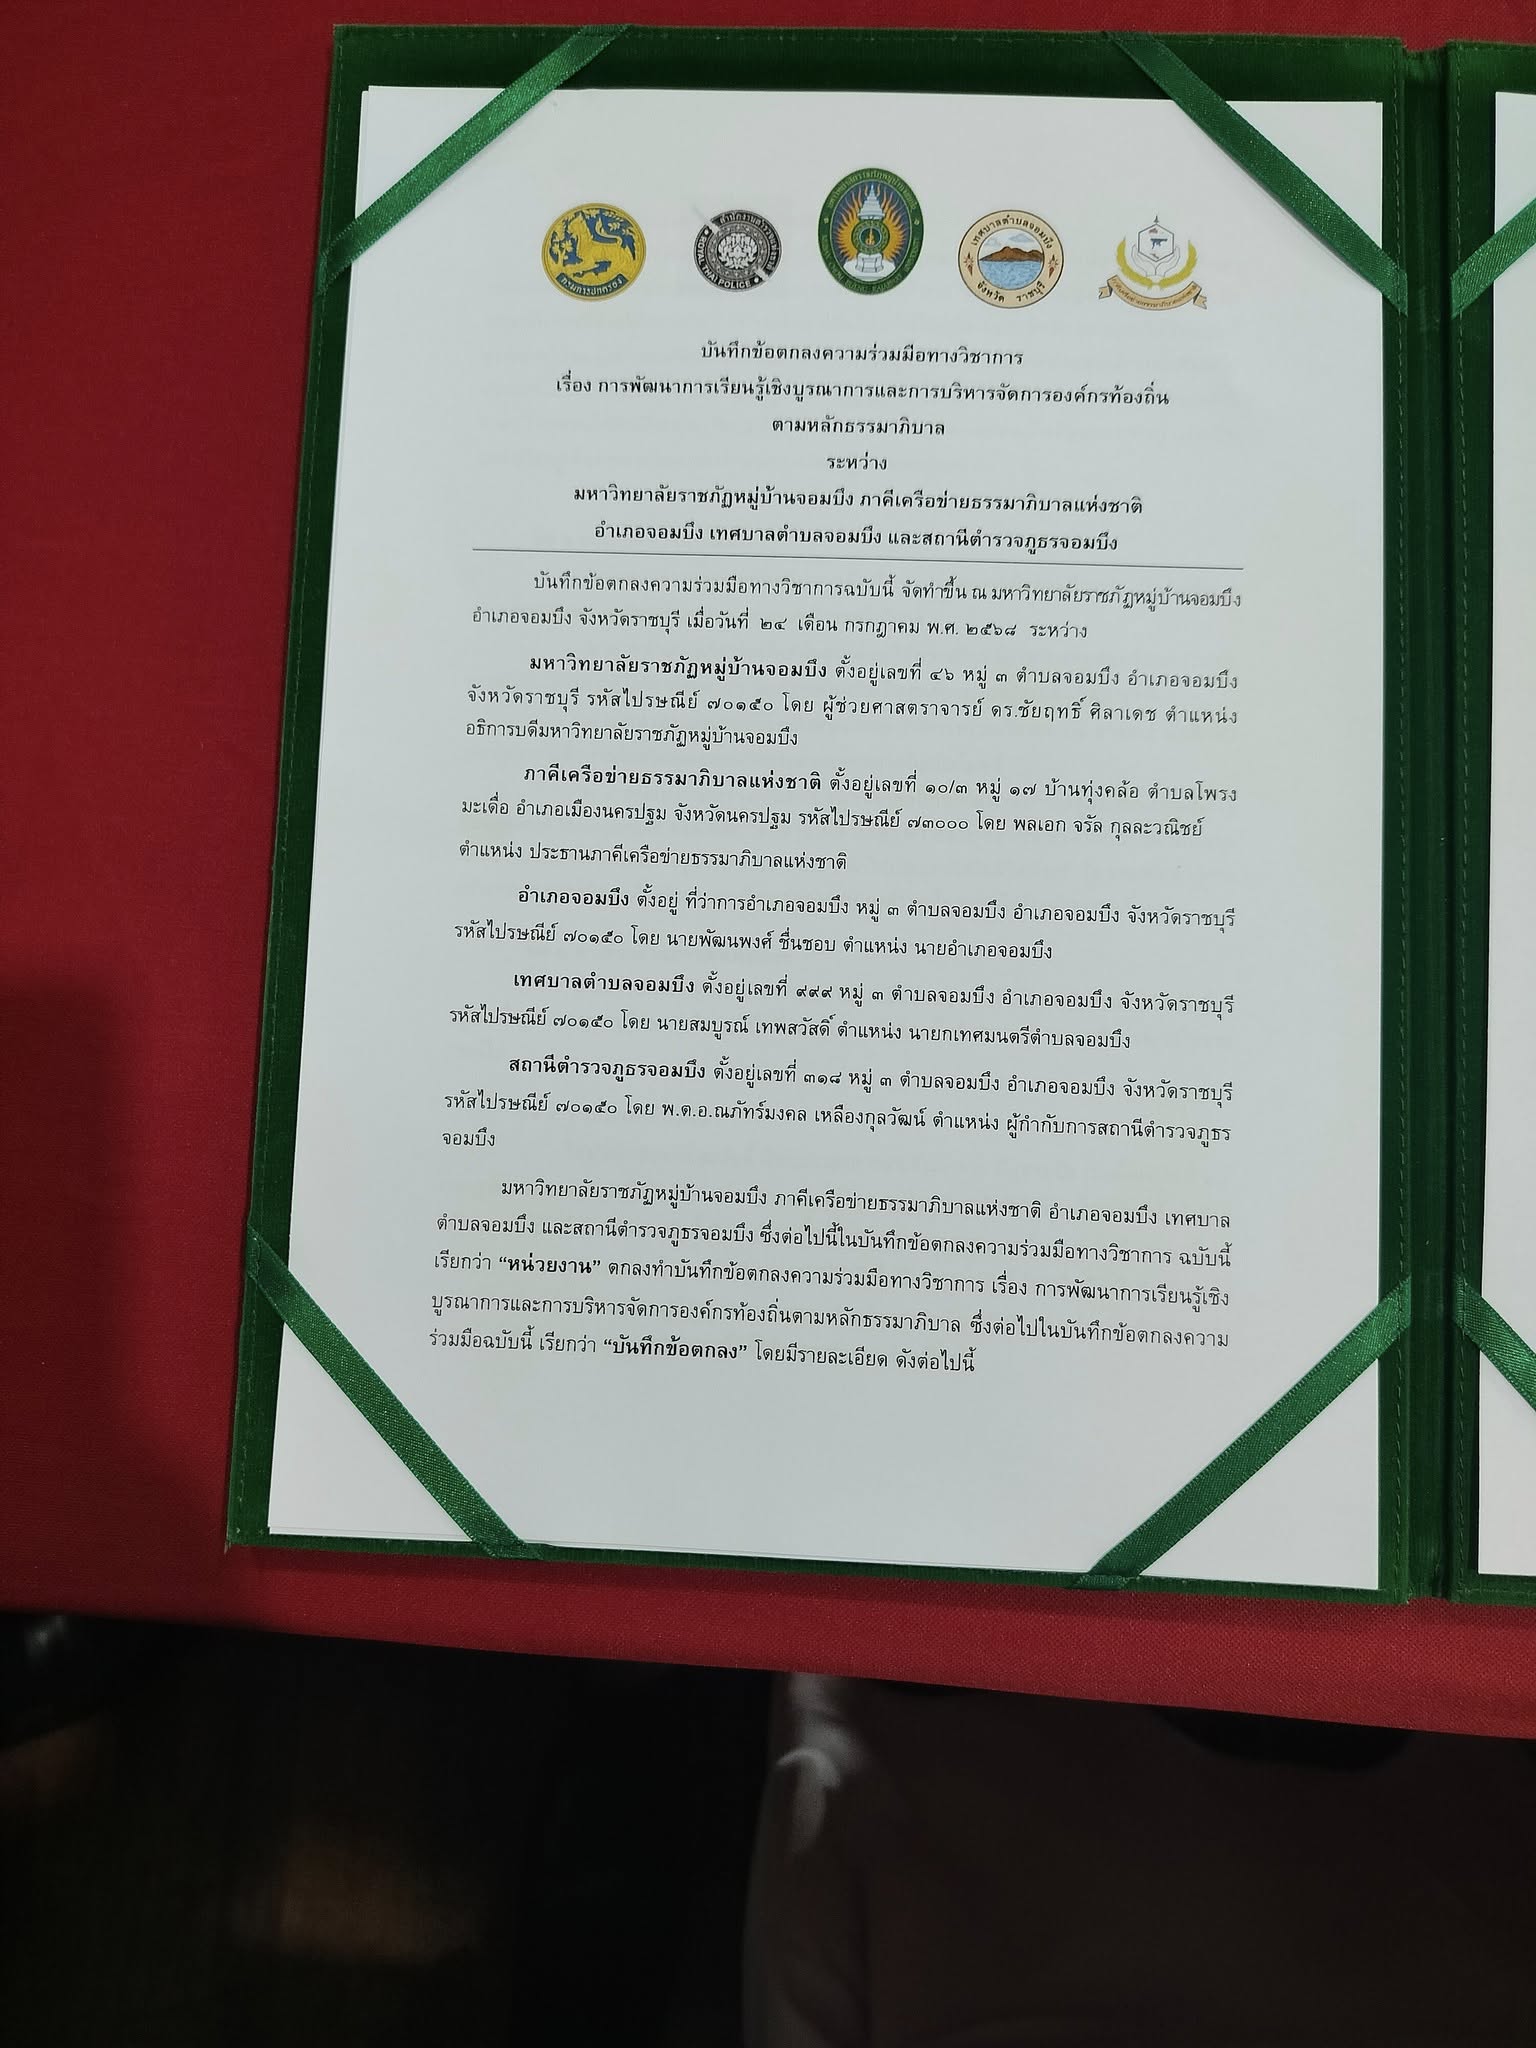 กรมการปกครอง
สำนักงานตำรวจแห่งชาติ
ROYAL THAI POLICE
เทศบาลตำบลจอมบึง
จังหวัด ราชบุรี
บันทึกข้อตกลงความร่วมมือทางวิชาการ
เรื่อง การพัฒนาการเรียนรู้เชิงบูรณาการและการบริหารจัดการองค์กรท้องถิ่น
ตามหลักธรรมาภิบาล
ระหว่าง
มหาวิทยาลัยราชภัฏหมู่บ้านจอมบึง ภาคีเครือข่ายธรรมาภิบาลแห่งชาติ
อำเภอจอมบึง เทศบาลตำบลจอมบึง และสถานีตำรวจภูธรจอมบึง
บันทึกข้อตกลงความร่วมมือทางวิชาการฉบับนี้ จัดทำขึ้น ณ มหาวิทยาลัยราชภัฏหมู่บ้านจอมบึง
อำเภอจอมบึง จังหวัดราชบุรี เมื่อวันที่ ๒๔ เดือน กรกฎาคม พ.ศ. ๒๕๖๘ ระหว่าง
มหาวิทยาลัยราชภัฏหมู่บ้านจอมบึง ตั้งอยู่เลขที่ ๔๖ หมู่ ๓ ตำบลจอมบึง อำเภอจอมบึง
จังหวัดราชบุรี รหัสไปรษณีย์ ๗๐๑๕๐ โดย ผู้ช่วยศาสตราจารย์ ดร.ชัยฤทธิ์ ศิลาเดช ตำแหน่ง
อธิการบดีมหาวิทยาลัยราชภัฏหมู่บ้านจอมบึง
ภาคีเครือข่ายธรรมาภิบาลแห่งชาติ ตั้งอยู่เลขที่ ๑๐/๓ หมู่ ๑๗ บ้านทุ่งคล้อ ตำบลโพรง
มะเดื่อ อำเภอเมืองนครปฐม จังหวัดนครปฐม รหัสไปรษณีย์ ๗๓๐๐๐ โดย พลเอก จรัล กุลละวณิชย์
ตำแหน่ง ประธานภาคีเครือข่ายธรรมาภิบาลแห่งชาติ
อำเภอจอมบึง ตั้งอยู่ ที่ว่าการอำเภอจอมบึง หมู่ ๓ ตำบลจอมบึง อำเภอจอมบึง จังหวัดราชบุรี
รหัสไปรษณีย์ ๗๐๑๕๐ โดย นายพัฒนพงศ์ ชื่นชอบ ตำแหน่ง นายอำเภอจอมบึง
เทศบาลตำบลจอมบึง ตั้งอยู่เลขที่ ๙๙๙ หมู่ ๓ ตำบลจอมบึง อำเภอจอมบึง จังหวัดราชบุรี
รหัสไปรษณีย์ ๗๐๑๕๐ โดย นายสมบูรณ์ เทพสวัสดิ์ ตำแหน่ง นายกเทศมนตรีตำบลจอมบึง
สถานีตำรวจภูธรจอมบึง ตั้งอยู่เลขที่ ๓๑๘ หมู่ ๓ ตำบลจอมบึง อำเภอจอมบึง จังหวัดราชบุรี
รหัสไปรษณีย์ ๗๐๑๕๐ โดย พ.ต.อ.ณภัทร์มงคล เหลืองกุลวัฒน์ ตำแหน่ง ผู้กำกับการสถานีตำรวจภูธร
จอมบึง
มหาวิทยาลัยราชภัฏหมู่บ้านจอมบึง ภาคีเครือข่ายธรรมาภิบาลแห่งชาติ อำเภอจอมบึง เทศบาล
ตำบลจอมบึง และสถานีตำรวจภูธรจอมบึง ซึ่งต่อไปนี้ในบันทึกข้อตกลงความร่วมมือทางวิชาการ ฉบับนี้
เรียกว่า “หน่วยงาน” ตกลงทำบันทึกข้อตกลงความร่วมมือทางวิชาการ เรื่อง การพัฒนาการเรียนรู้เชิง
บูรณาการและการบริหารจัดการองค์กรท้องถิ่นตามหลักธรรมาภิบาล ซึ่งต่อไปในบันทึกข้อตกลงความ
ร่วมมือฉบับนี้ เรียกว่า “บันทึกข้อตกลง” โดยมีรายละเอียด ดังต่อไปนี้